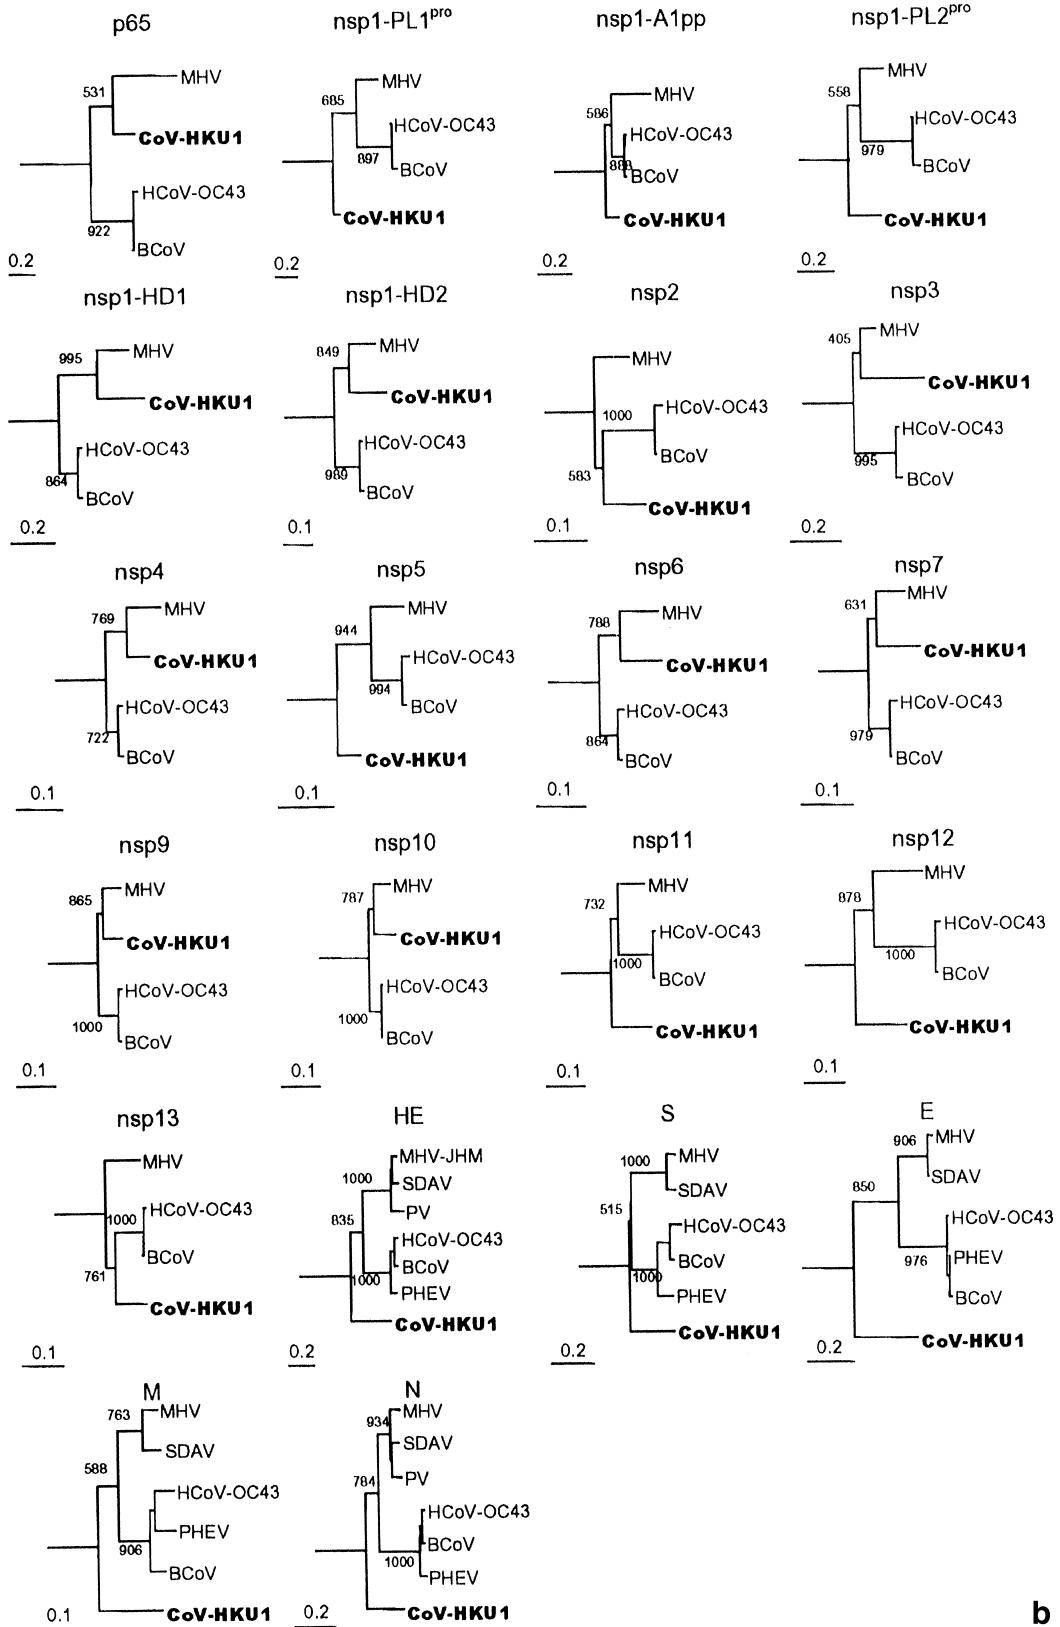 p65
531
MHV
CoV-HKU1
HCoV-OC43
922
BCoV
0.2
nsp1-PL1pro
685
MHV
HCoV-OC43
897
BCoV
CoV-HKU1
0.2
nsp1-A1pp
586
MHV
HCoV-OC43
888
BCoV
CoV-HKU1
0.2
nsp1-PL2pro
558
MHV
HCoV-OC43
979
BCoV
CoV-HKU1
0.2
nsp1-HD1
995
MHV
CoV-HKU1
HCoV-OC43
864
BCoV
0.2
nsp1-HD2
849
MHV
CoV-HKU1
HCoV-OC43
989
BCoV
0.1
nsp2
MHV
1000
HCoV-OC43
BCoV
583
CoV-HKU1
0.1
nsp3
405
MHV
CoV-HKU1
HCoV-OC43
995
BCoV
0.2
nsp4
769
MHV
CoV-HKU1
HCoV-OC43
722
BCoV
0.1
nsp5
944
MHV
HCoV-OC43
994
BCoV
CoV-HKU1
0.1
nsp6
788
MHV
CoV-HKU1
HCoV-OC43
864
BCoV
0.1
nsp7
631
MHV
CoV-HKU1
HCoV-OC43
979
BCoV
0.1
nsp9
865
MHV
CoV-HKU1
HCoV-OC43
1000
BCoV
0.1
nsp10
787
MHV
CoV-HKU1
HCoV-OC43
1000
BCoV
0.1
nsp11
732
MHV
HCoV-OC43
1000
BCoV
CoV-HKU1
0.1
nsp12
878
MHV
HCoV-OC43
1000
BCoV
CoV-HKU1
0.1
nsp13
MHV
1000
HCoV-OC43
BCoV
761
CoV-HKU1
0.1
HE
MHV-JHM
1000
SDAV
PV
835
HCoV-OC43
BCoV
1000
PHEV
CoV-HKU1
0.2
S
1000
MHV
SDAV
515
HCoV-OC43
BCoV
1000
PHEV
CoV-HKU1
0.2
E
906
MHV
SDAV
850
HCoV-OC43
976
PHEV
BCoV
CoV-HKU1
0.2
M
763
MHV
SDAV
588
HCoV-OC43
PHEV
906
BCoV
CoV-HKU1
0.1
N
934
MHV
SDAV
PV
784
HCoV-OC43
BCoV
1000
PHEV
CoV-HKU1
0.2
b